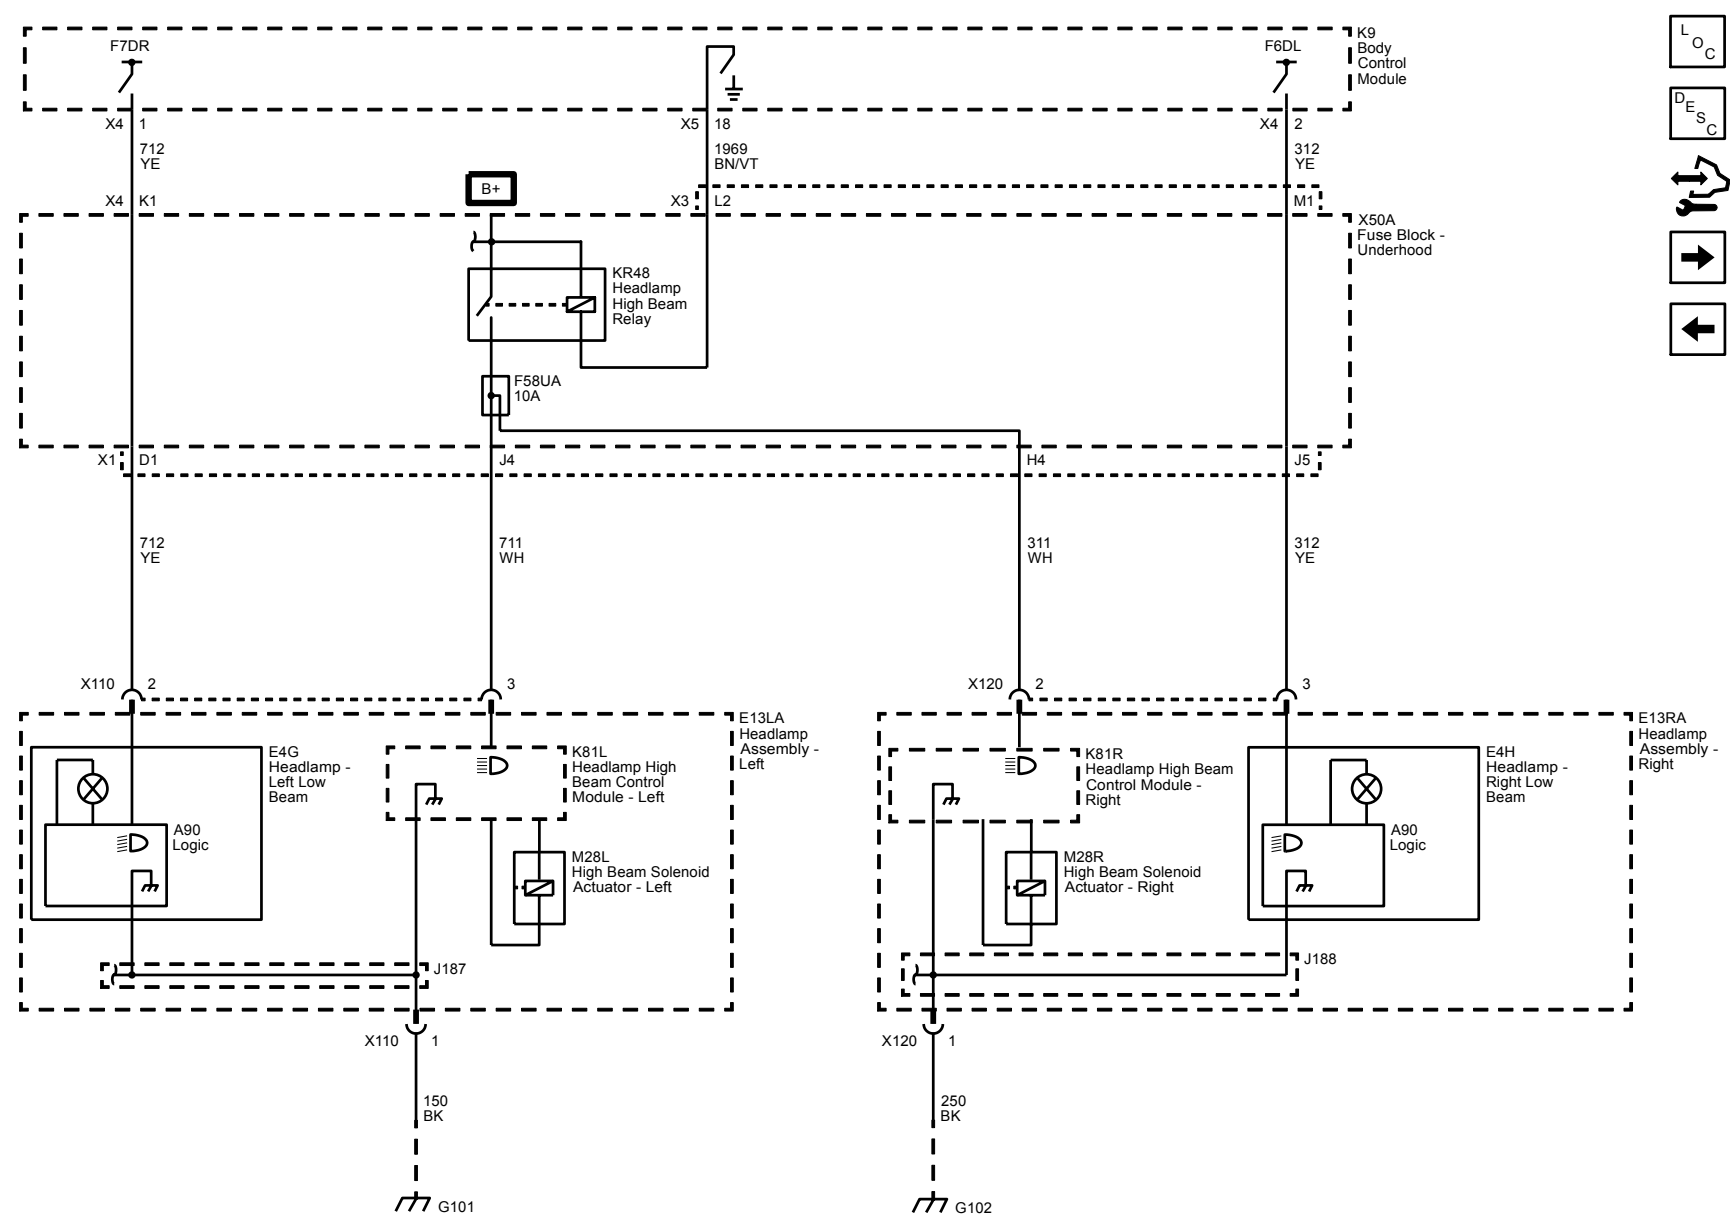 F7DR
F6DL
K9
Body
Control
Module
L
O
C
D
E
S
C
X4 1
712
YE
X5 18
1969
BN/VT
X4 2
312
YE
B+
X4 K1
X3 L2
M1
X50A
Fuse Block -
Underhood
KR48
Headlamp
High Beam
Relay
F58UA
10A
X1 D1
J4
H4
J5
712
YE
711
WH
311
WH
312
YE
X110 2
3
X120 2
3
E13LA
Headlamp
Assembly -
Left
E4G
Headlamp -
Left Low
Beam
A90
Logic
K81L
Headlamp High
Beam Control
Module - Left
M28L
High Beam Solenoid
Actuator - Left
J187
K81R
Headlamp High Beam
Control Module -
Right
M28R
High Beam Solenoid
Actuator - Right
E4H
Headlamp -
Right Low
Beam
A90
Logic
E13RA
Headlamp
Assembly -
Right
J188
X110 1
150
BK
G101
X120 1
250
BK
G102